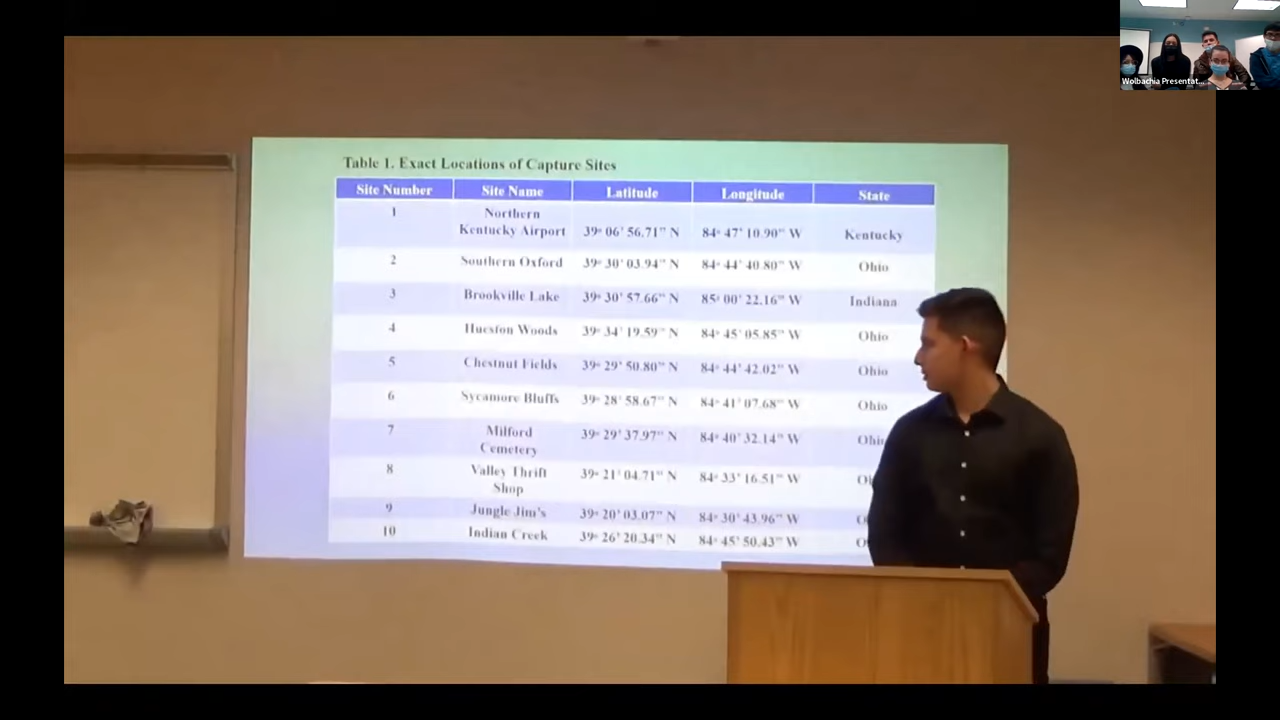 Wolbachia Presentat...
Table 1. Exact Locations of Capture Sites
Site Number Site Name Latitude Longitude State
1 Northern Kentucky Airport 39° 06' 56.71" N 84° 47' 10.90" W Kentucky
2 Southern Oxford 39° 30' 03.94" N 84° 44' 40.80" W Ohio
3 Brookville Lake 39° 30' 57.66" N 85° 00' 22.16" W Indiana
4 Hueston Woods 39° 34' 19.59" N 84° 45' 05.85" W Ohio
5 Chestnut Fields 39° 29' 50.80" N 84° 44' 42.02" W Ohio
6 Sycamore Bluffs 39° 28' 58.67" N 84° 41' 07.68" W Ohio
7 Milford Cemetery 39° 29' 37.97" N 84° 40' 32.14" W Ohio
8 Valley Thrift Shop 39° 21' 04.71" N 84° 33' 16.51" W
9 Jungle Jim's 39° 20' 03.07" N 84° 30' 43.96" W
10 Indian Creek 39° 26' 20.34" N 84° 45' 50.43" W